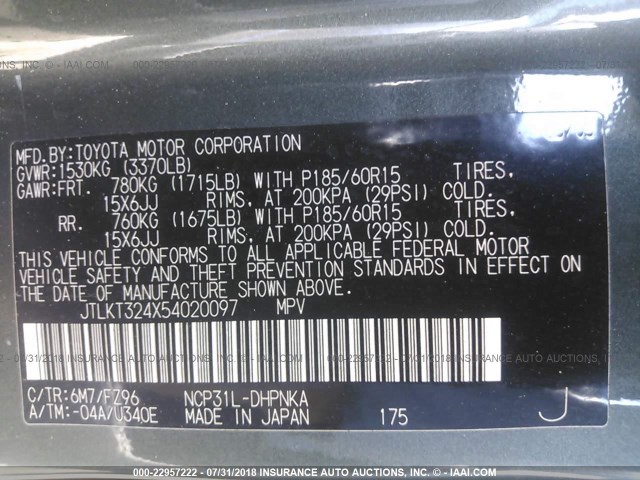 MFD.BY:TOYOTA MOTOR CORPORATION
GVWR:1530KG (3370LB)
GAWR:FRT. 780KG (1715LB) WITH P185/60R15 TIRES,
15X6JJ RIMS, AT 200KPA (29PSI) COLD.
RR. 760KG (1675LB) WITH P185/60R15 TIRES,
15X6JJ RIMS, AT 200KPA (29PSI) COLD.
THIS VEHICLE CONFORMS TO ALL APPLICABLE FEDERAL MOTOR
VEHICLE SAFETY AND THEFT PREVENTION STANDARDS IN EFFECT ON
THE DATE OF MANUFACTURE SHOWN ABOVE.
JTLKT324X54020097 MPV
C/TR:6M7/FZ96 NCP31L-DHPNKA
A/TM:-04A/U340E MADE IN JAPAN 175 J
000-22957222 - 07/31/2018 INSURANCE AUTO AUCTIONS INC.
- WWW.IAAI.COM -